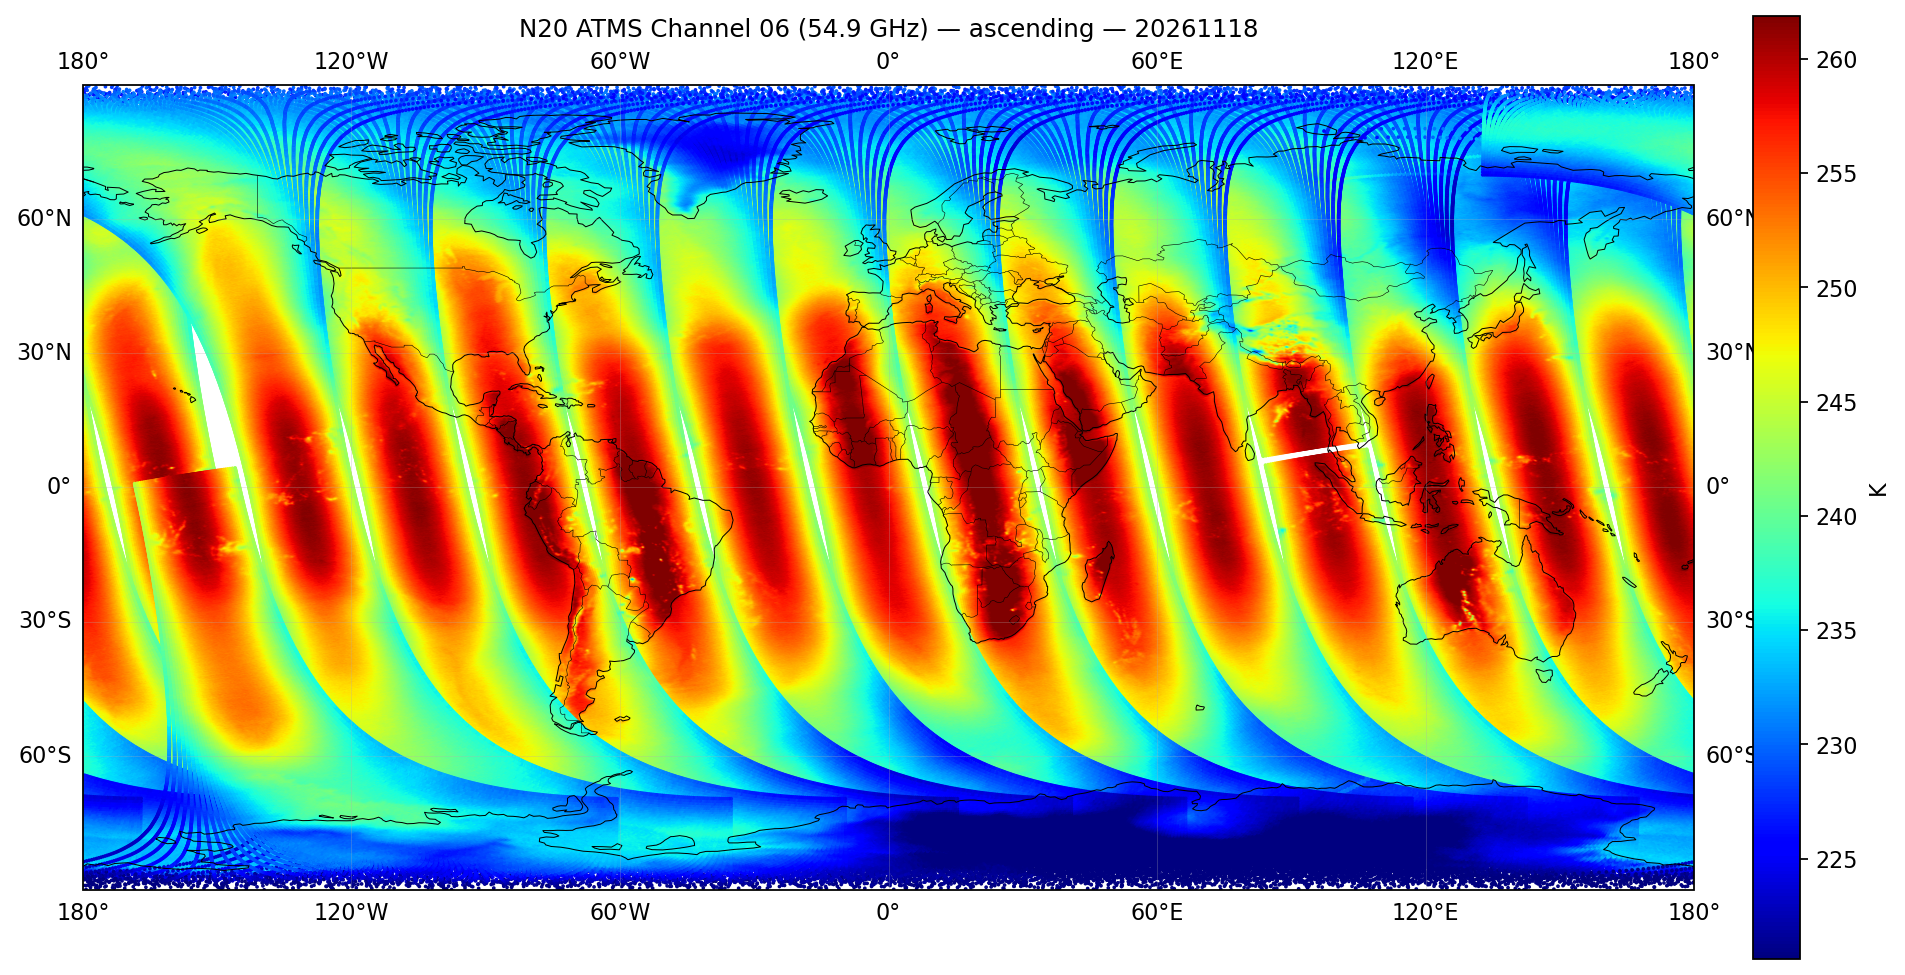 N20 ATMS Channel 06 (54.9 GHz) — ascending — 20261118
180° 120°W 60°W 0° 60°E 120°E 180°
260
255
60°N 60°N
250
30°N 30°N
245
0° 0° K
240
30°S 30°S
235
60°S 60°S
230
225
180° 120°W 60°W 0° 60°E 120°E 180°